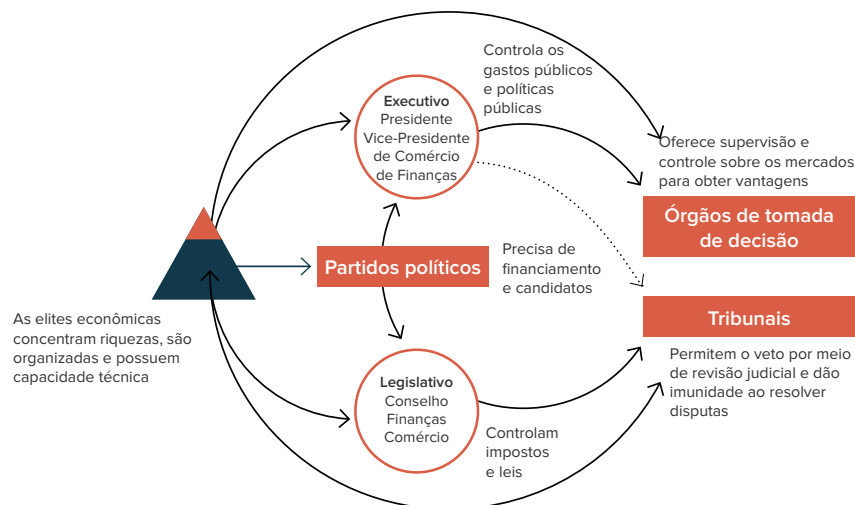 Controla os
gastos públicos
e políticas
públicas
Executivo
Presidente
Vice-Presidente
de Comércio
de Finanças
Oferece supervisão e
controle sobre os mercados
para obter vantagens
Órgãos de tomada
de decisão
Partidos políticos
Precisa de
financiamento
e candidatos
As elites econômicas
concentram riquezas, são
organizadas e possuem
capacidade técnica
Tribunais
Permitem o veto por meio
de revisão judicial e dão
imunidade ao resolver
disputas
Legislativo
Conselho
Finanças
Comércio
Controlam
impostos
e leis